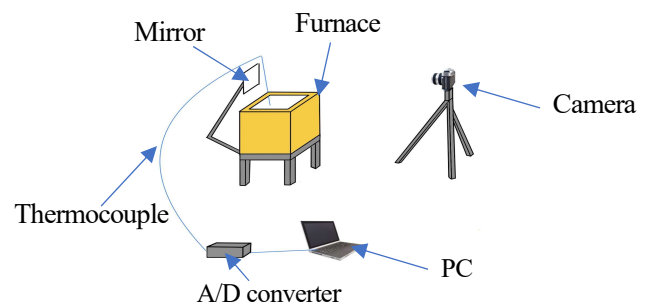 Mirror
Furnace
Camera
Thermocouple
PC
A/D converter